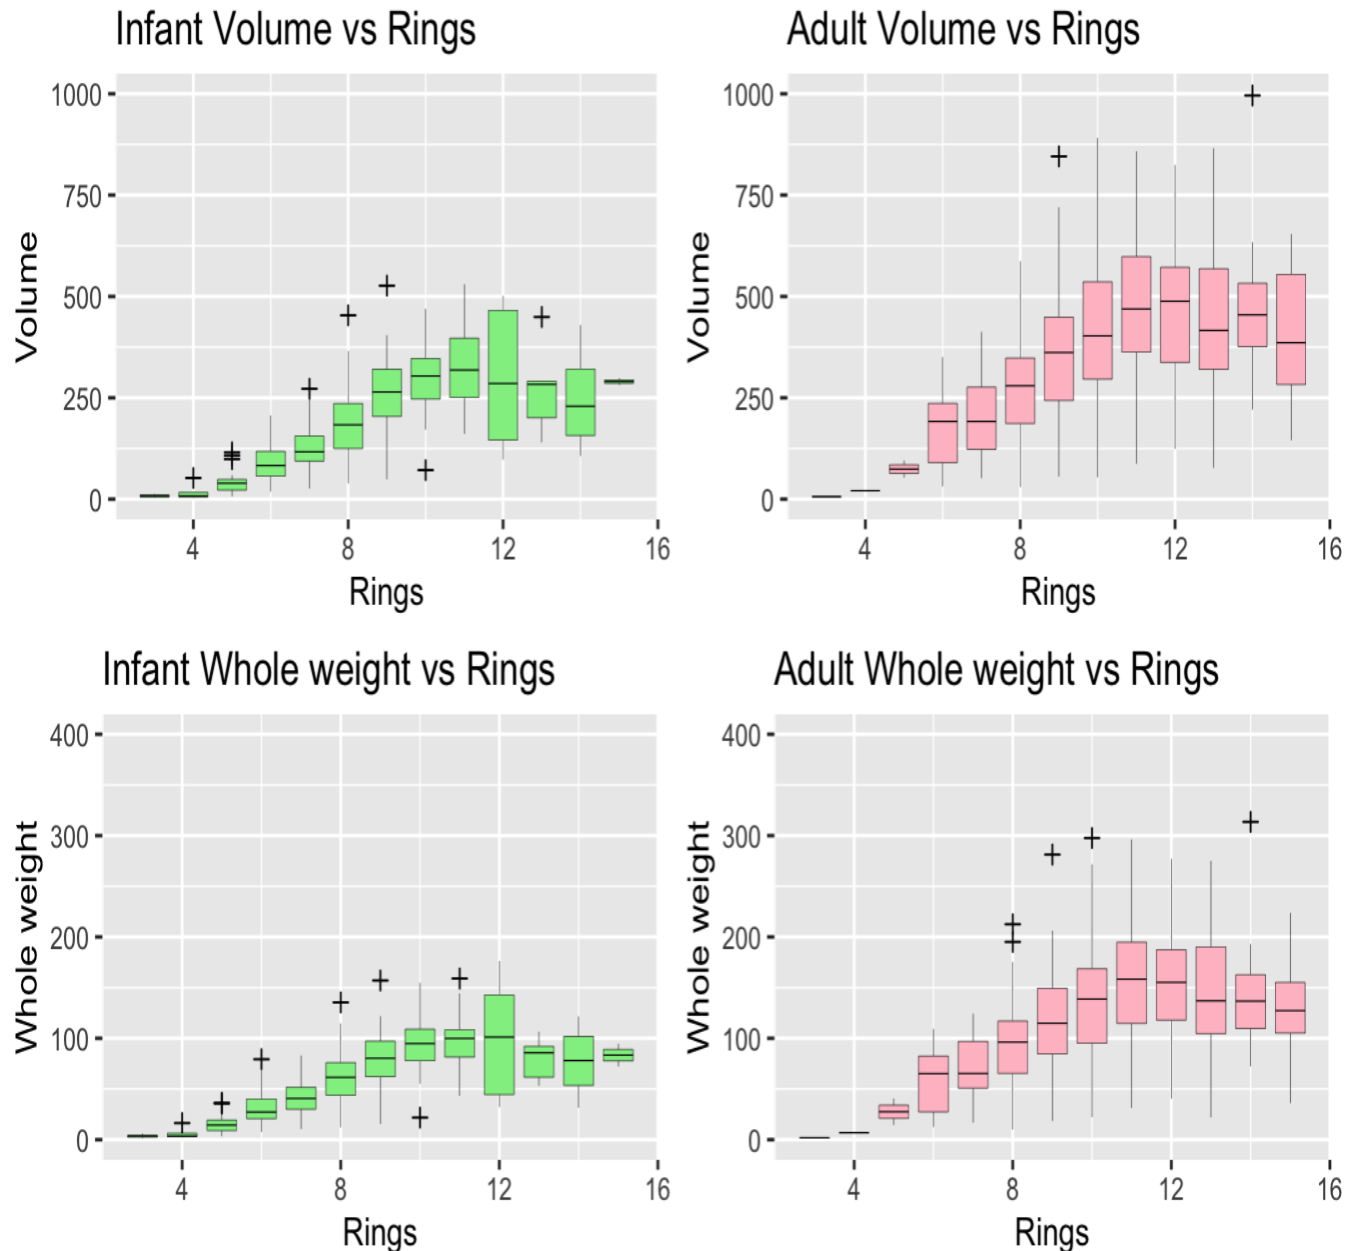 Infant Volume vs Rings
1000
750
500
250
0
Volume
4 8 12 16
Rings
Adult Volume vs Rings
1000
750
500
250
0
Volume
4 8 12 16
Rings
Infant Whole weight vs Rings
400
300
200
100
0
Whole weight
4 8 12 16
Rings
Adult Whole weight vs Rings
400
300
200
100
0
Whole weight
4 8 12 16
Rings